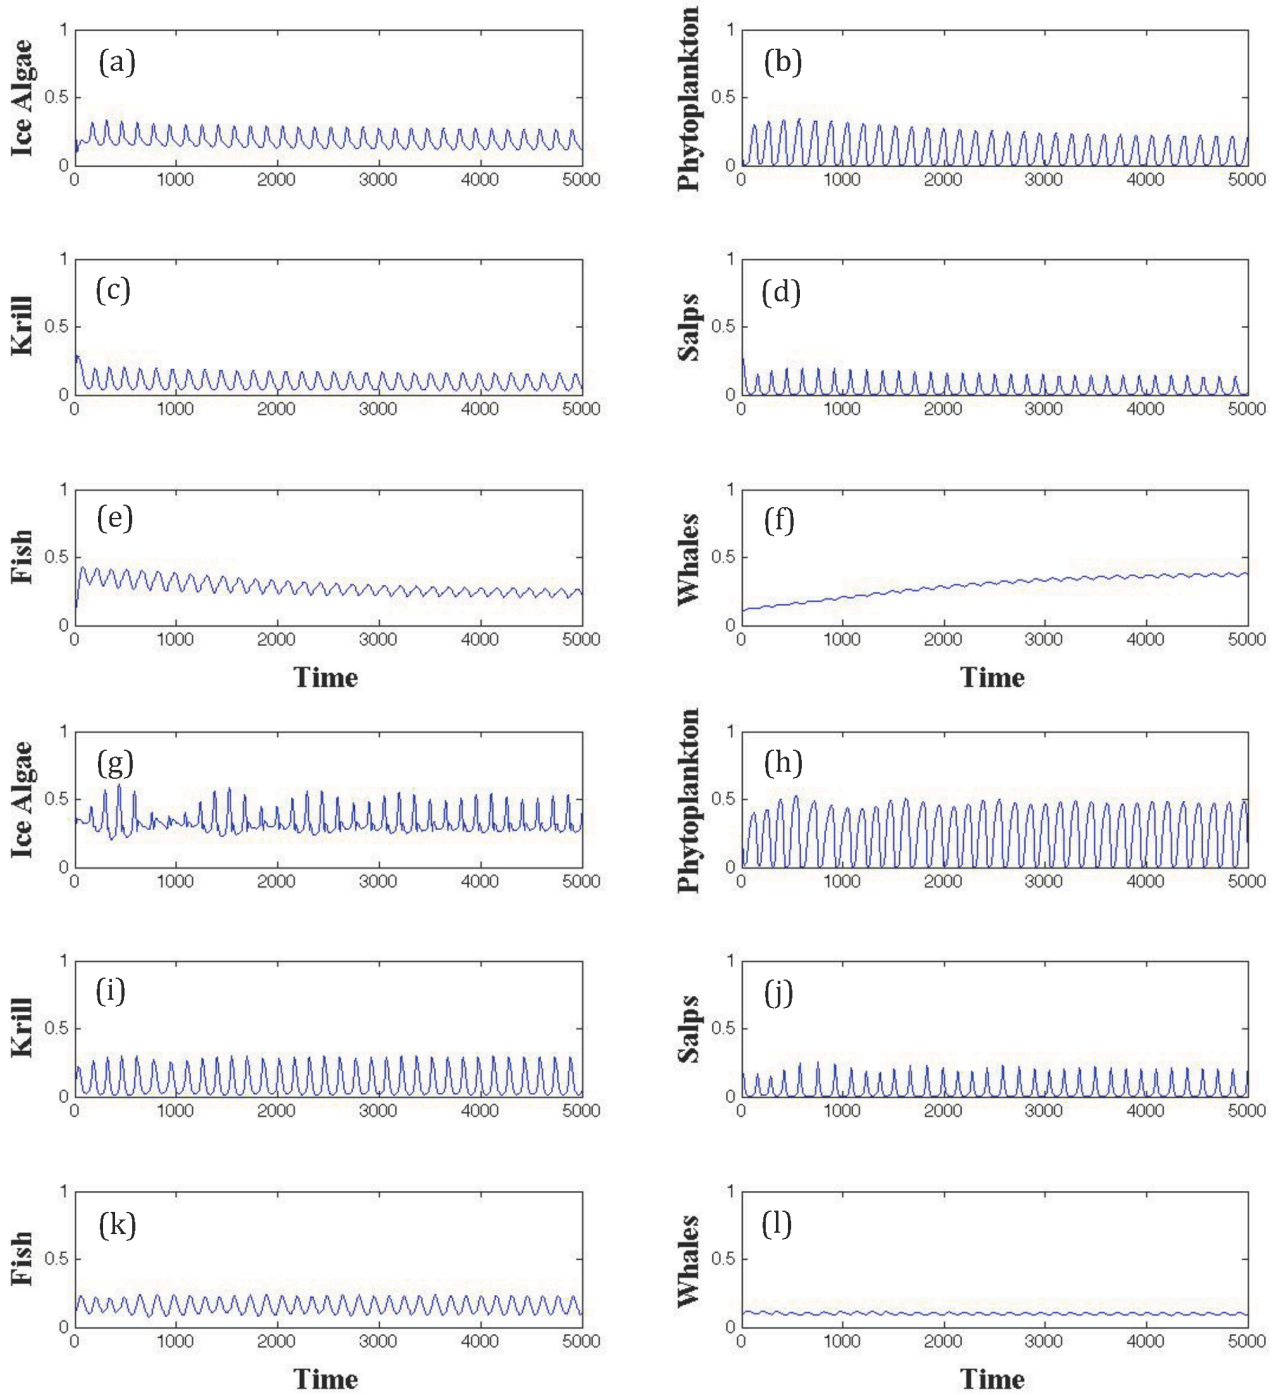 1 (a) 0.5 0 Ice Algae 0 1000 2000 3000 4000 5000
1 (b) 0.5 0 Phytoplankton 0 1000 2000 3000 4000 5000
1 (c) 0.5 0 Krill 0 1000 2000 3000 4000 5000
1 (d) 0.5 0 Salps 0 1000 2000 3000 4000 5000
1 (e) 0.5 0 Fish 0 1000 2000 3000 4000 5000
Time
1 (f) 0.5 0 Whales 0 1000 2000 3000 4000 5000
Time
1 (g) 0.5 0 Ice Algae 0 1000 2000 3000 4000 5000
1 (h) 0.5 0 Phytoplankton 0 1000 2000 3000 4000 5000
1 (i) 0.5 0 Krill 0 1000 2000 3000 4000 5000
1 (j) 0.5 0 Salps 0 1000 2000 3000 4000 5000
1 (k) 0.5 0 Fish 0 1000 2000 3000 4000 5000
Time
1 (l) 0.5 0 Whales 0 1000 2000 3000 4000 5000
Time